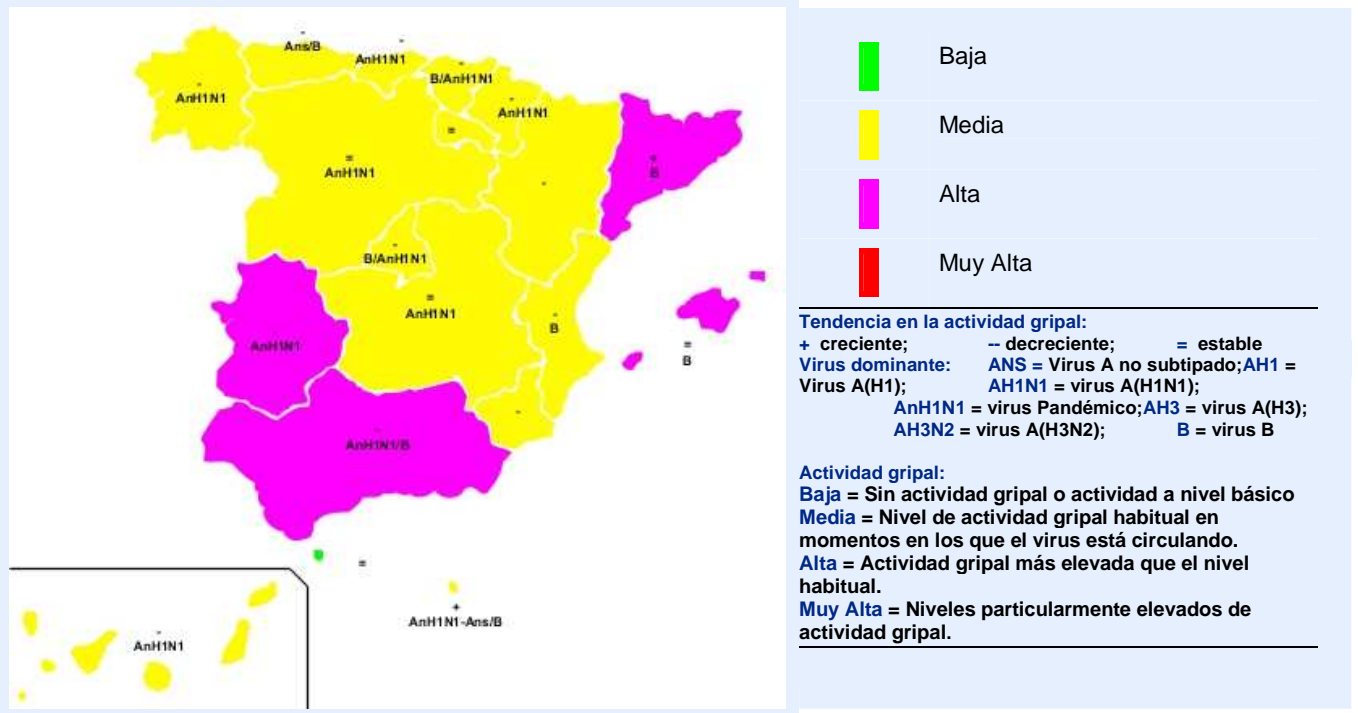 -
Ans/B
-
AnH1N1
-
B/AnH1N1
-
AnH1N1
-
AnH1N1
=
=
AnH1N1
-
+
B
-
B/AnH1N1
=
AnH1N1
-
B
=
B
-
AnH1N1
-
AnH1N1/B
-
=
+
AnH1N1-Ans/B
-
AnH1N1
Baja
Media
Alta
Muy Alta
Tendencia en la actividad gripal:
+ creciente; -- decreciente; = estable
Virus dominante: ANS = Virus A no subtipado;AH1 =
Virus A(H1); AH1N1 = virus A(H1N1);
AnH1N1 = virus Pandémico;AH3 = virus A(H3);
AH3N2 = virus A(H3N2); B = virus B
Actividad gripal:
Baja = Sin actividad gripal o actividad a nivel básico
Media = Nivel de actividad gripal habitual en
momentos en los que el virus está circulando.
Alta = Actividad gripal más elevada que el nivel
habitual.
Muy Alta = Niveles particularmente elevados de
actividad gripal.